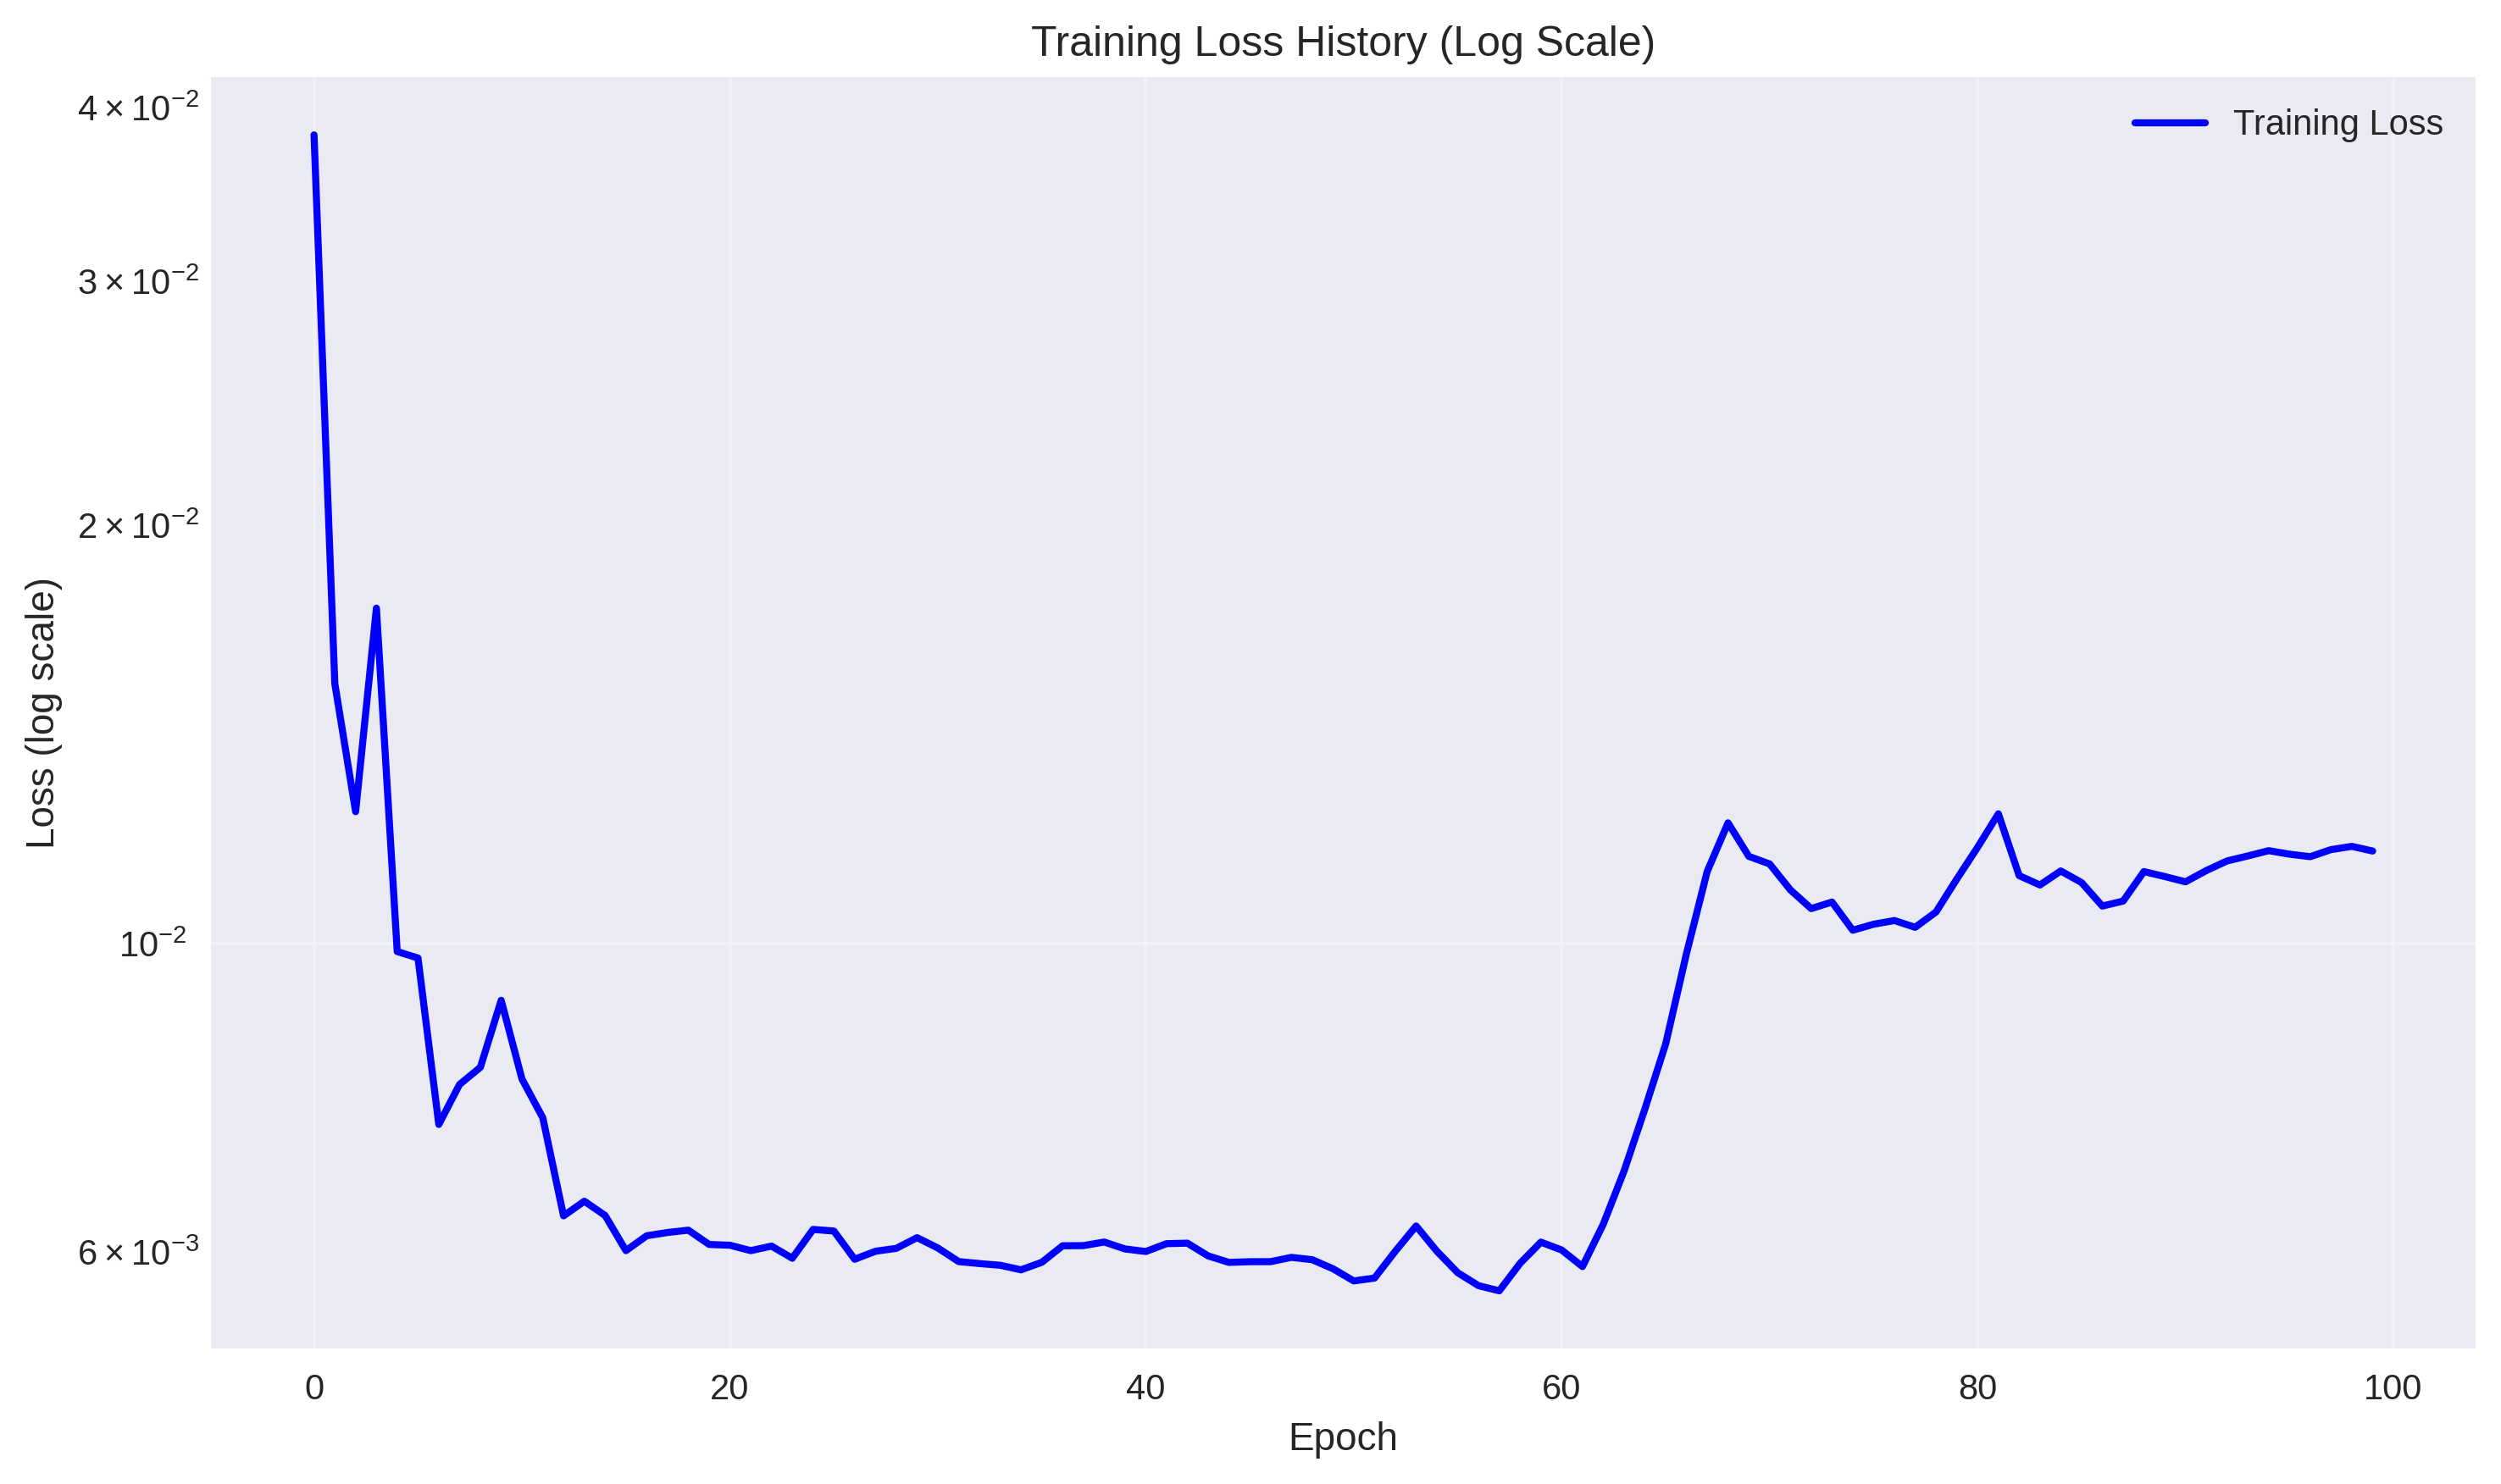 Training Loss History (Log Scale)
Training Loss
4×10⁻²
3×10⁻²
2×10⁻²
10⁻²
6×10⁻³
Loss (log scale)
0 20 40 60 80 100
Epoch